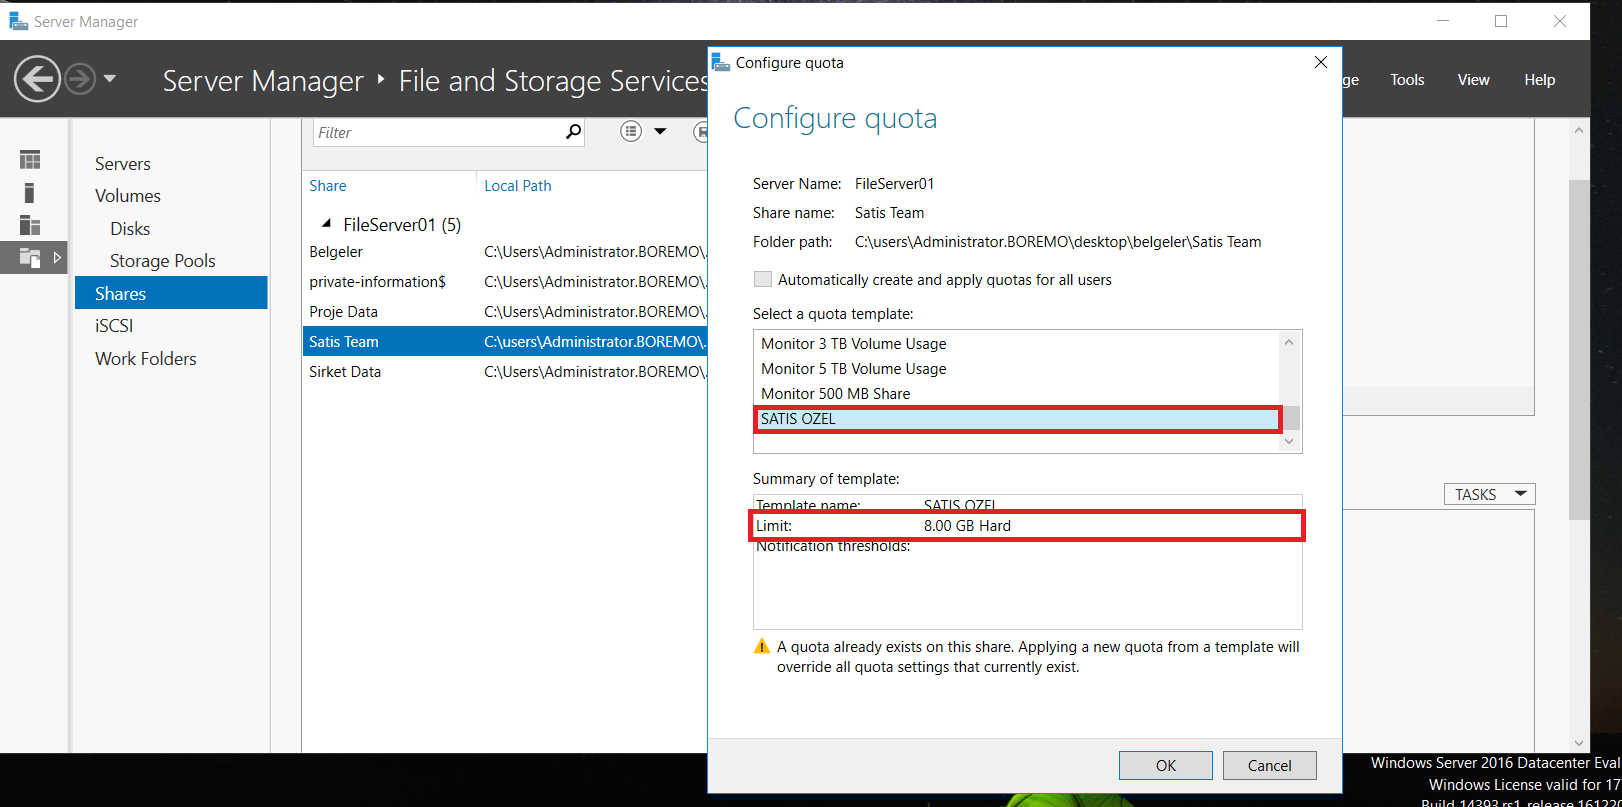 Server Manager
Server Manager ‣ File and Storage Services
ge Tools View Help
Servers
Volumes
Disks
Storage Pools
Shares
iSCSI
Work Folders
Filter
Share Local Path
FileServer01 (5)
Belgeler C:\Users\Administrator.BOREMO\.
private-information$ C:\Users\Administrator.BOREMO\.
Proje Data C:\Users\Administrator.BOREMO\.
Satis Team C:\users\Administrator.BOREMO\.
Sirket Data C:\Users\Administrator.BOREMO\.
Configure quota
Configure quota
Server Name: FileServer01
Share name: Satis Team
Folder path: C:\users\Administrator.BOREMO\desktop\belgeler\Satis Team
Automatically create and apply quotas for all users
Select a quota template:
Monitor 3 TB Volume Usage
Monitor 5 TB Volume Usage
Monitor 500 MB Share
SATIS OZEL
Summary of template:
Template name: SATIS OZEL
Limit: 8.00 GB Hard
Notification thresholds:
A quota already exists on this share. Applying a new quota from a template will
override all quota settings that currently exist.
OK Cancel
TASKS
Windows Server 2016 Datacenter Eval
Windows License valid for 17
Build 14393.rs1_release.161220